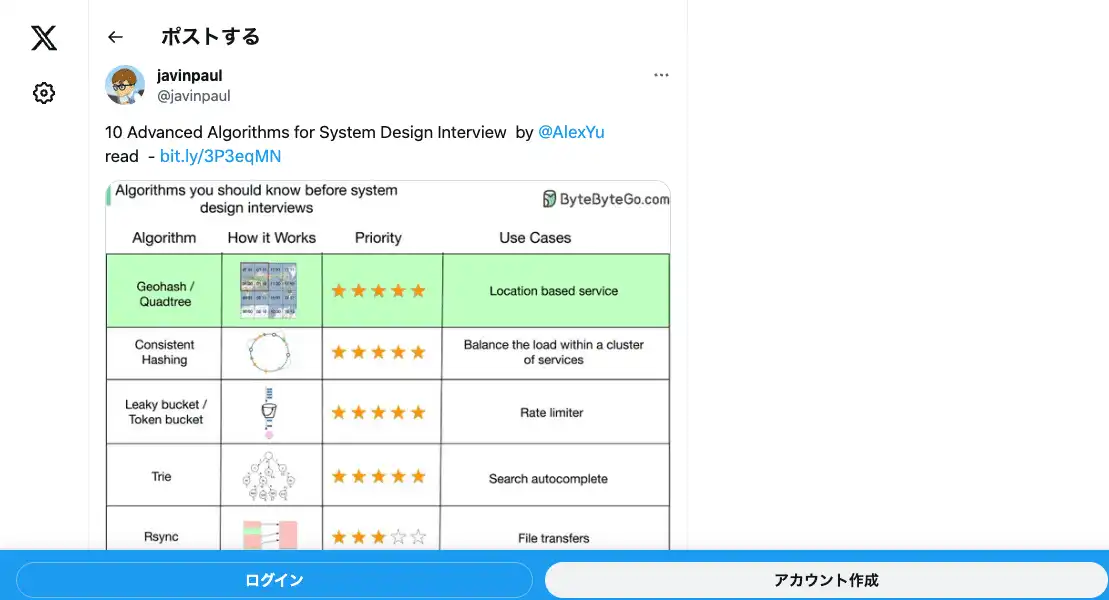 ポストする
javinpaul
@javinpaul
10 Advanced Algorithms for System Design Interview by @AlexYu
read - bit.ly/3P3eqMN
Algorithms you should know before system
design interviews
ByteByteGo.com
Algorithm How it Works Priority Use Cases
Geohash /
Quadtree
Location based service
Consistent
Hashing
Balance the load within a cluster
of services
Leaky bucket /
Token bucket
Rate limiter
Trie
Search autocomplete
Rsync
File transfers
ログイン
アカウント作成